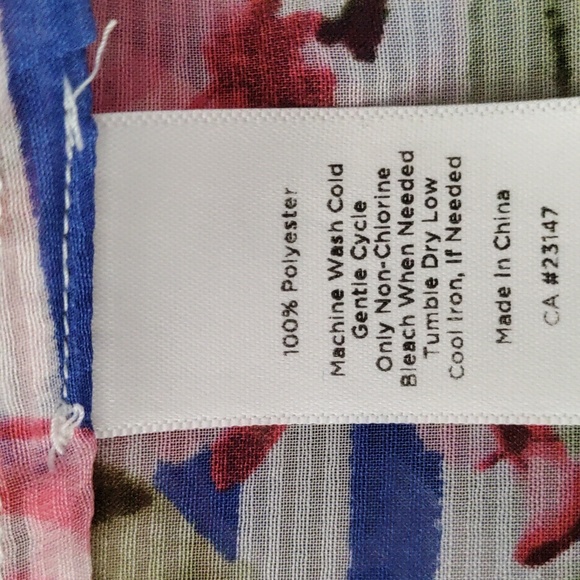 100% Polyester
Machine Wash Cold
Gentle Cycle
Only Non-Chlorine
Bleach When Needed
Tumble Dry Low
Cool Iron, If Needed
Made In China
CA #23147